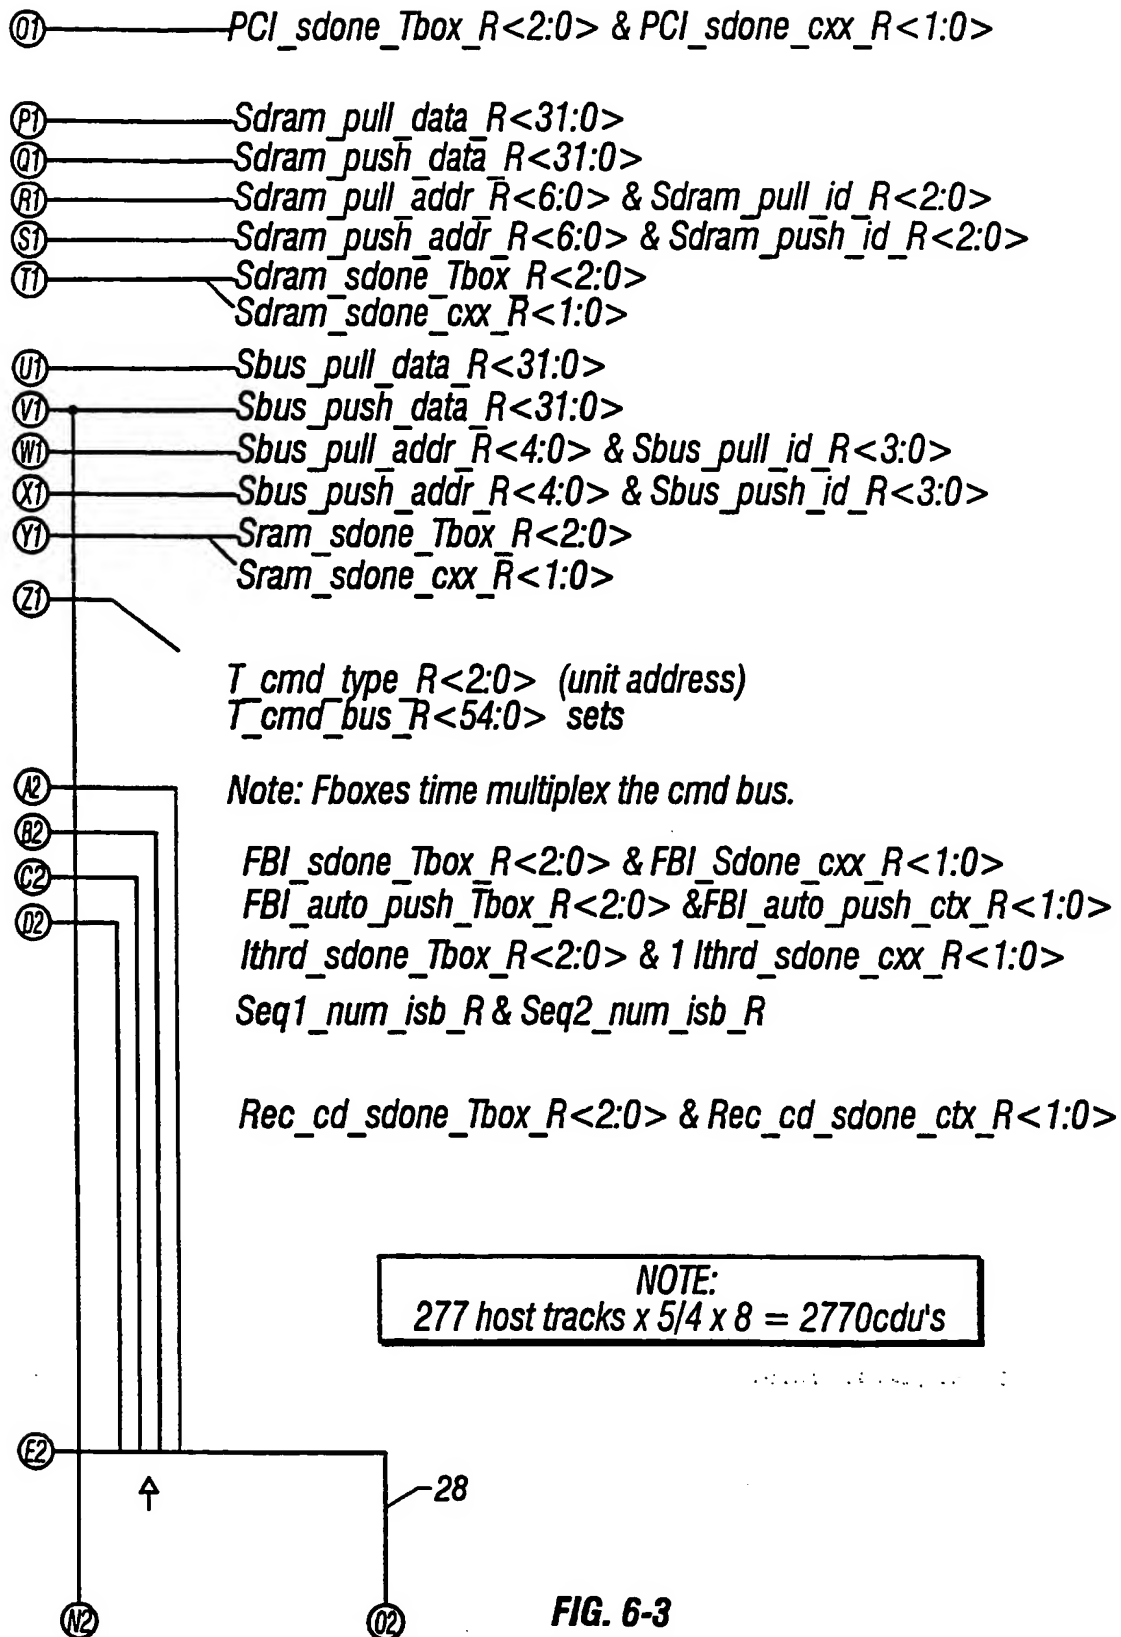 O1 PCI_sdone_Tbox_R<2:0> & PCI_sdone_cxx_R<1:0>
P1 Sdram_pull_data_R<31:0>
Q1 Sdram_push_data_R<31:0>
R1 Sdram_pull_addr_R<6:0> & Sdram_pull_id_R<2:0>
S1 Sdram_push_addr_R<6:0> & Sdram_push_id_R<2:0>
T1 Sdram_sdone_Tbox_R<2:0>
Sdram_sdone_cxx_R<1:0>
U1 Sbus_pull_data_R<31:0>
V1 Sbus_push_data_R<31:0>
W1 Sbus_pull_addr_R<4:0> & Sbus_pull_id_R<3:0>
X1 Sbus_push_addr_R<4:0> & Sbus_push_id_R<3:0>
Y1 Sram_sdone_Tbox_R<2:0>
Sram_sdone_cxx_R<1:0>
Z1
T_cmd_type_R<2:0> (unit address)
T_cmd_bus_R<54:0> sets
A2 Note: Fboxes time multiplex the cmd bus.
B2
FBI_sdone_Tbox_R<2:0> & FBI_Sdone_cxx_R<1:0>
C2
FBI_auto_push_Tbox_R<2:0> &FBI_auto_push_ctx_R<1:0>
D2
Ithrd_sdone_Tbox_R<2:0> & 1 Ithrd_sdone_cxx_R<1:0>
Seq1_num_isb_R & Seq2_num_isb_R
Rec_cd_sdone_Tbox_R<2:0> & Rec_cd_sdone_ctx_R<1:0>
NOTE:
277 host tracks x 5/4 x 8 = 2770cdu's
E2
28
N2 O2 FIG. 6-3